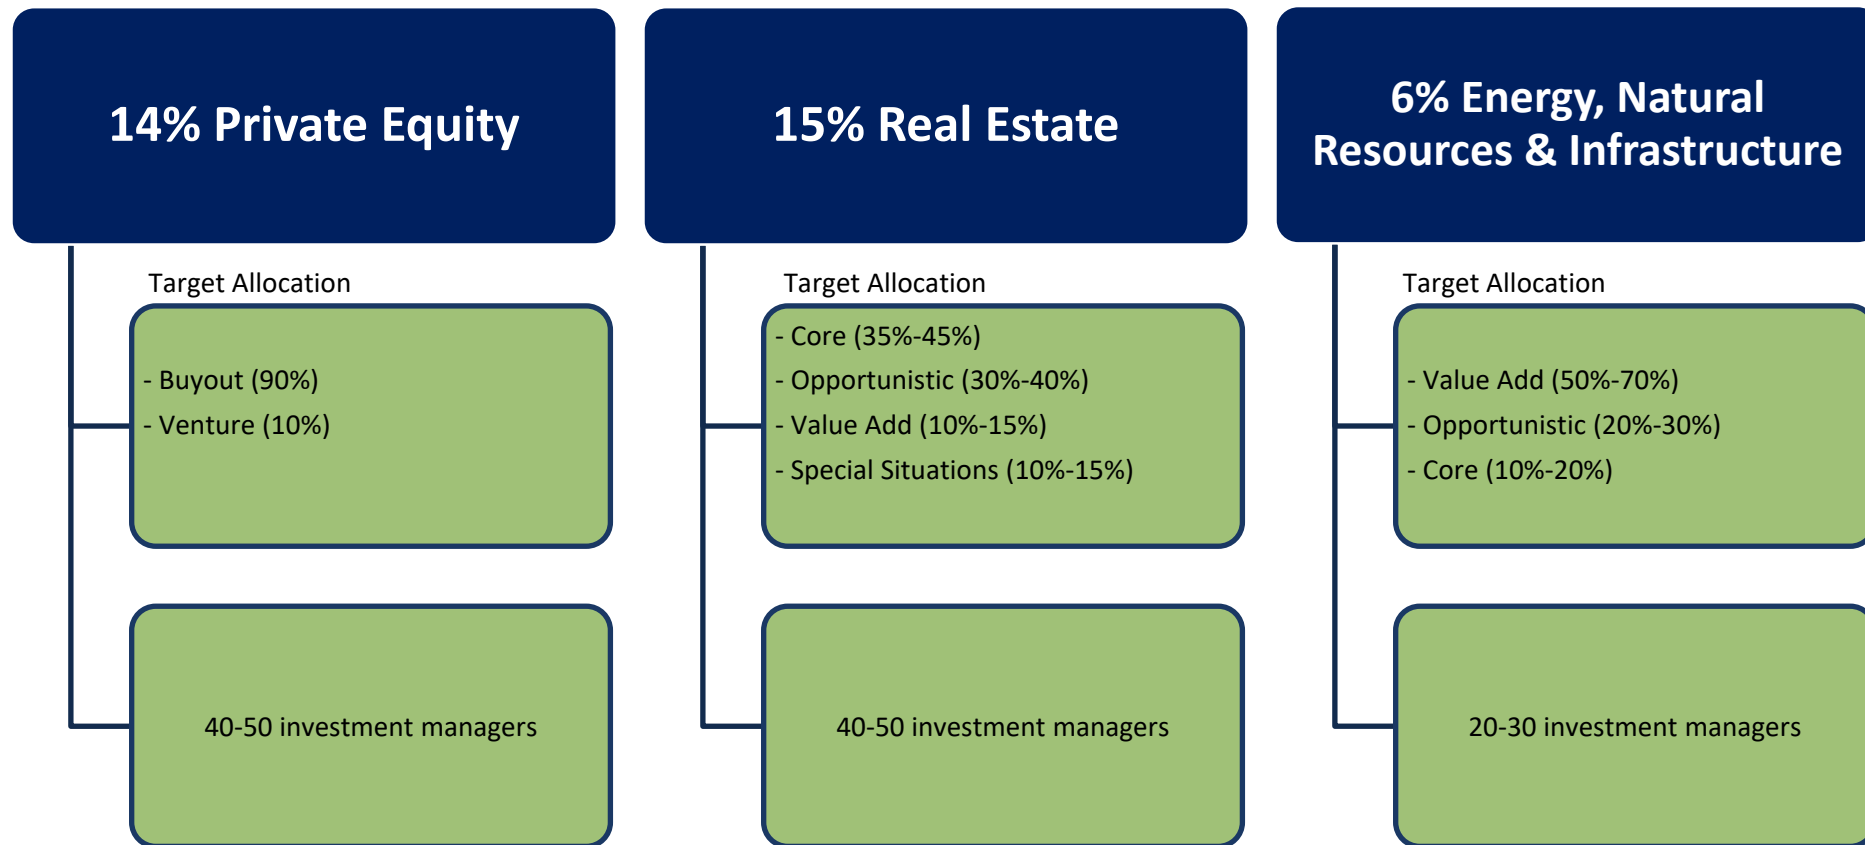 14% Private Equity
Target Allocation
- Buyout (90%)
- Venture (10%)
40-50 investment managers
15% Real Estate
Target Allocation
- Core (35%-45%)
- Opportunistic (30%-40%)
- Value Add (10%-15%)
- Special Situations (10%-15%)
40-50 investment managers
6% Energy, Natural
Resources & Infrastructure
Target Allocation
- Value Add (50%-70%)
- Opportunistic (20%-30%)
- Core (10%-20%)
20-30 investment managers